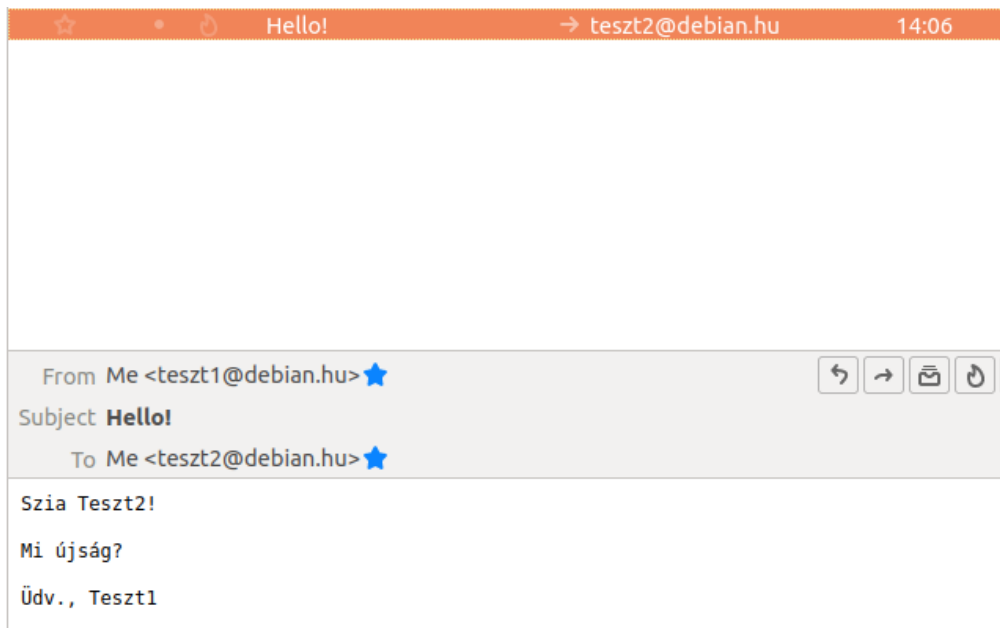 Hello! → teszt2@debian.hu 14:06
From Me <teszt1@debian.hu>
Subject Hello!
To Me <teszt2@debian.hu>
Szia Teszt2!
Mi újság?
Üdv., Teszt1